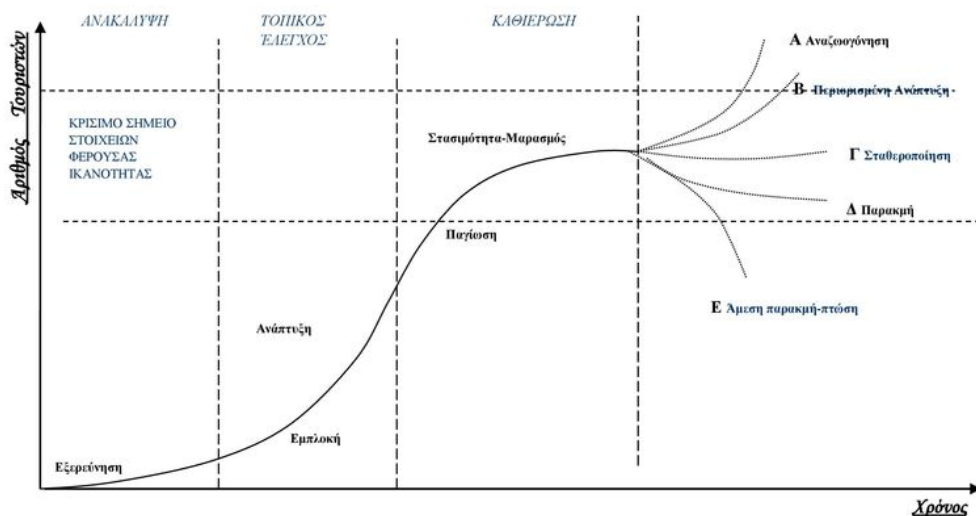 ΑΝΑΚΑΛΥΨΗ
ΤΟΠΙΚΟΣ
ΈΛΕΓΧΟΣ
ΚΑΘΙΕΡΩΣΗ
Αριθμός Τουριστών
ΚΡΙΣΙΜΟ ΣΗΜΕΙΟ
ΣΤΟΙΧΕΙΩΝ
ΦΕΡΟΥΣΑΣ
ΙΚΑΝΟΤΗΤΑΣ
Α Αναζωογόνηση
Β Περιορισμένη Ανάπτυξη
Στασιμότητα-Μαρασμός
Γ Σταθεροποίηση
Δ Παρακμή
Παγίωση
Ε Άμεση παρακμή-πτώση
Ανάπτυξη
Εμπλοκή
Εξερεύνηση
Χρόνος